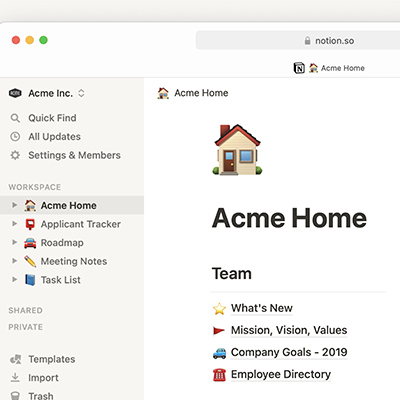 notion.so
Acme Home
Acme Inc.
Acme Home
Quick Find
All Updates
Settings & Members
WORKSPACE
Acme Home
Applicant Tracker
Roadmap
Meeting Notes
Task List
SHARED
PRIVATE
Templates
Import
Trash
Acme Home
Team
What's New
Mission, Vision, Values
Company Goals - 2019
Employee Directory